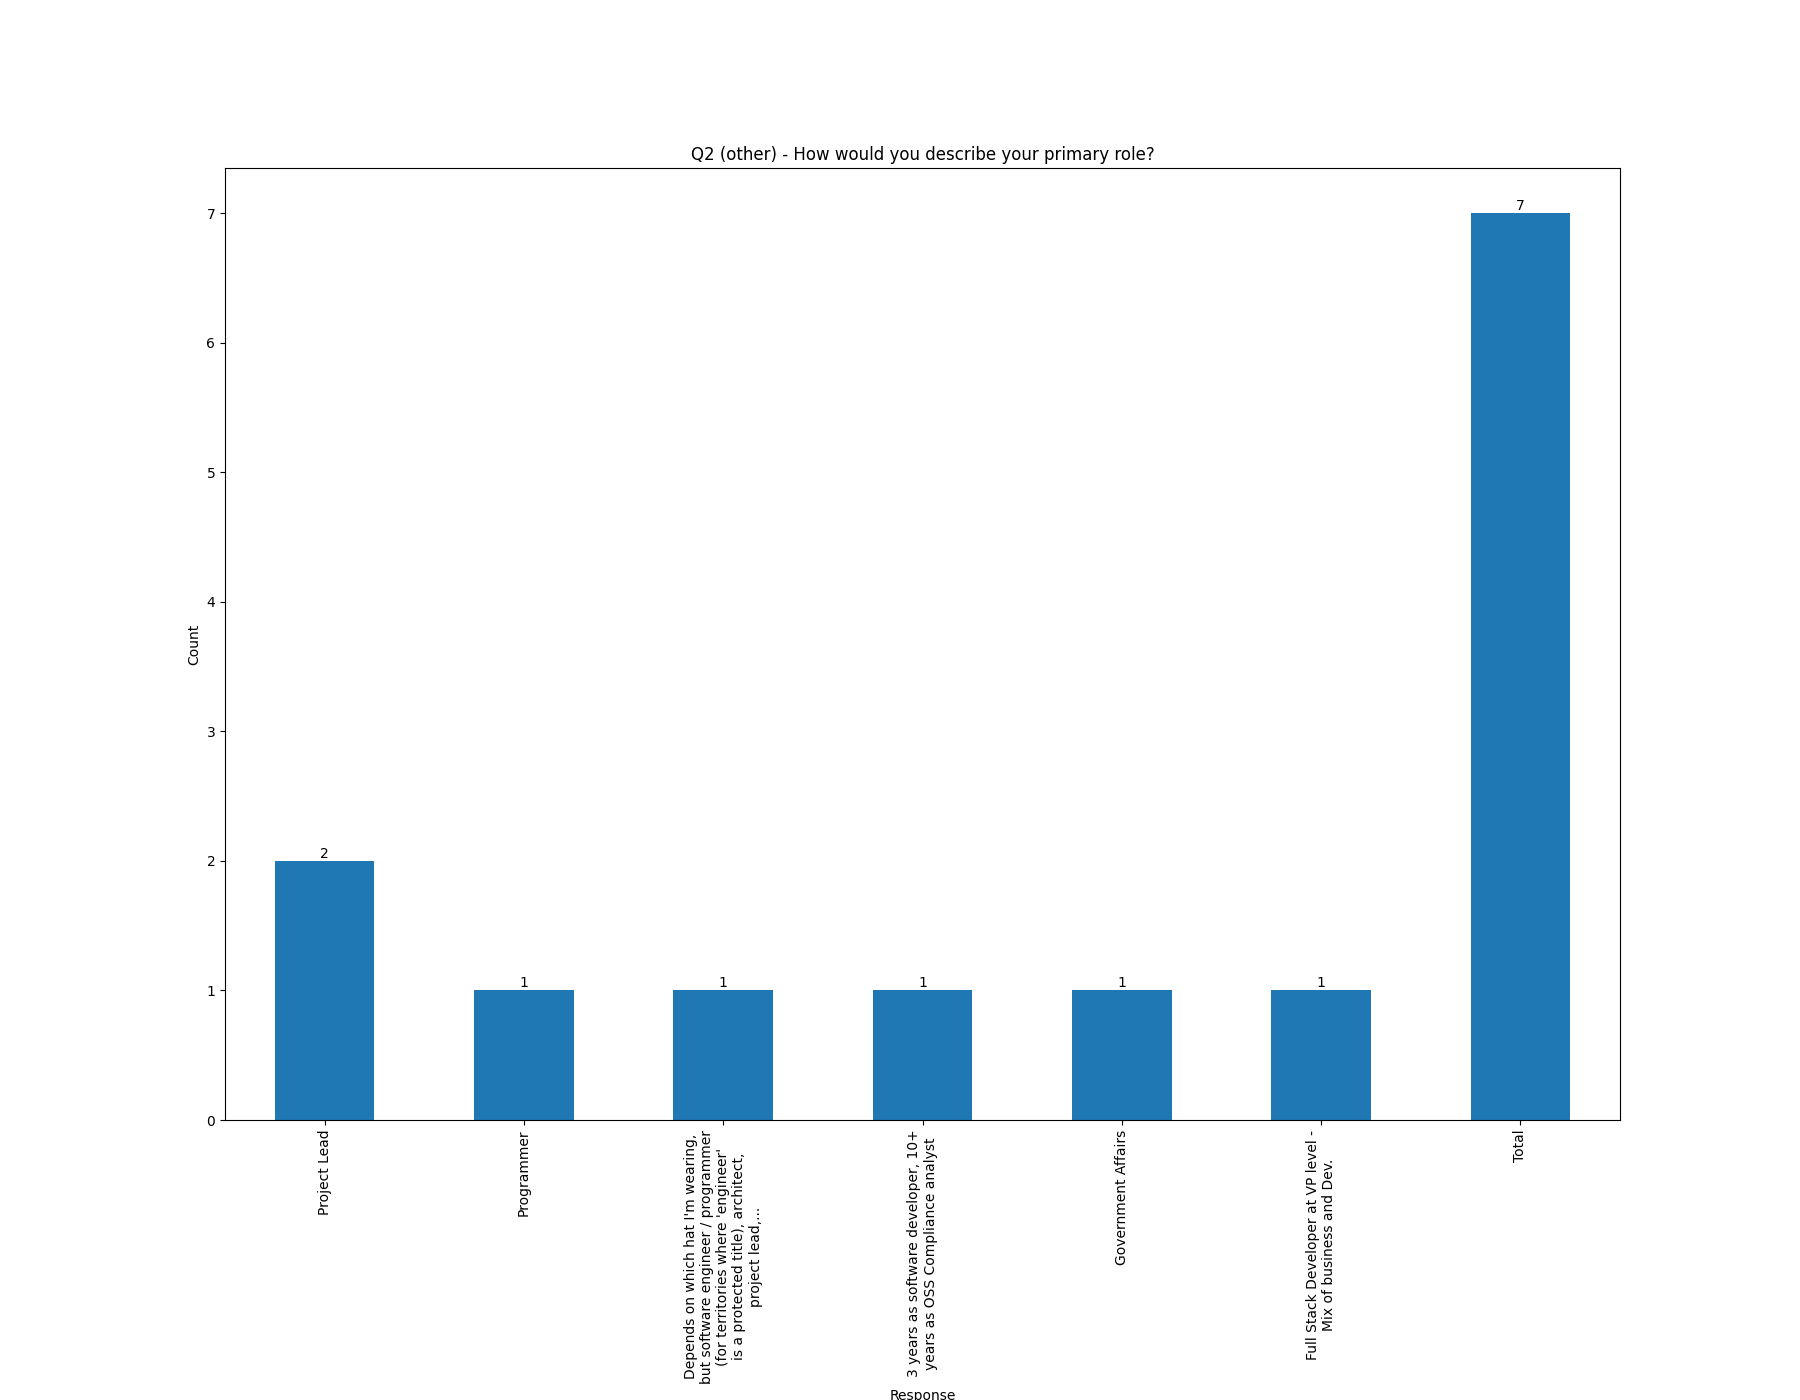 Q2 (other) - How would you describe your primary role?
7
6
5
4
3
2
1
0
Count
2
1
1
1
1
1
7
Project Lead
Programmer
Depends on which hat I'm wearing,
but software engineer / programmer
(for territories where 'engineer'
is a protected title), architect,
project lead,...
3 years as software developer, 10+
years as OSS Compliance analyst
Government Affairs
Full Stack Developer at VP level -
Mix of business and Dev.
Total
Response